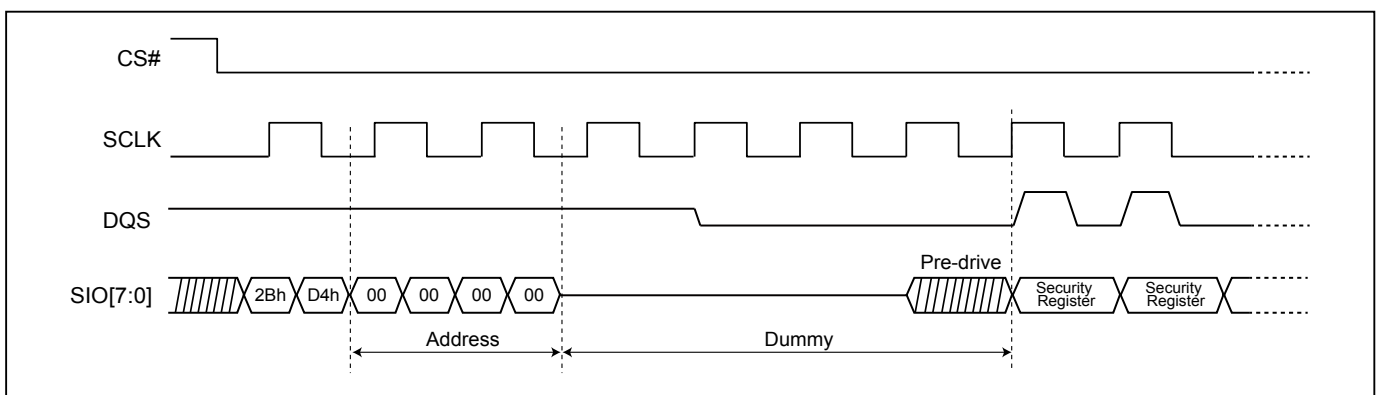 CS#
SCLK
DQS
Pre-drive
SIO[7:0]
2Bh
D4h
00
00
00
00
Security
Register
Security
Register
Address
Dummy